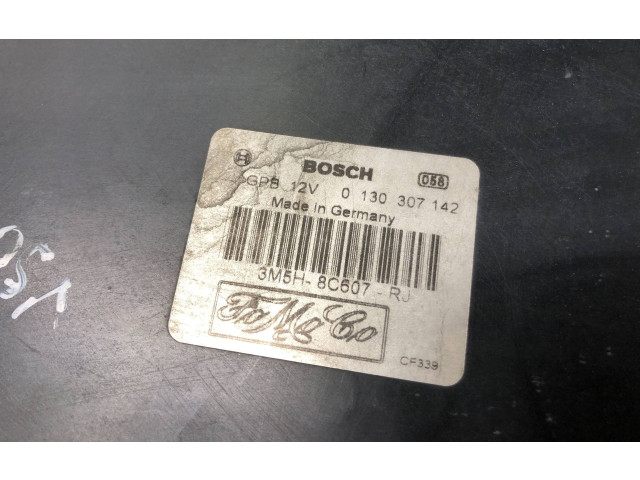 BOSCH 058
GPB 12V 0 130 307 142
Made in Germany
3M5H-8C607-RJ
FoMoCo
CF339